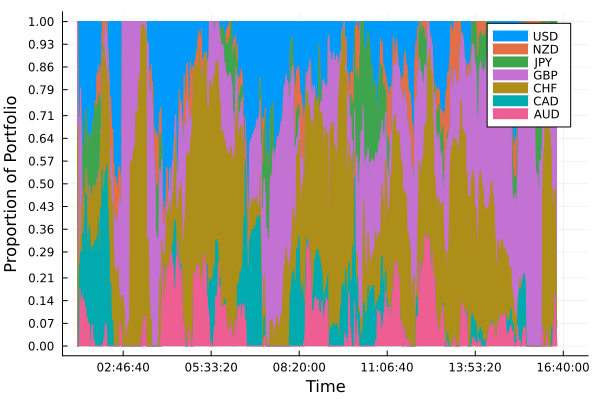 1.00
0.93
0.86
0.79
0.71
0.64
0.57
0.50
0.43
0.36
0.29
0.21
0.14
0.07
0.00
Proportion of Portfolio
USD
NZD
JPY
GBP
CHF
CAD
AUD
02:46:40 05:33:20 08:20:00 11:06:40 13:53:20 16:40:00
Time